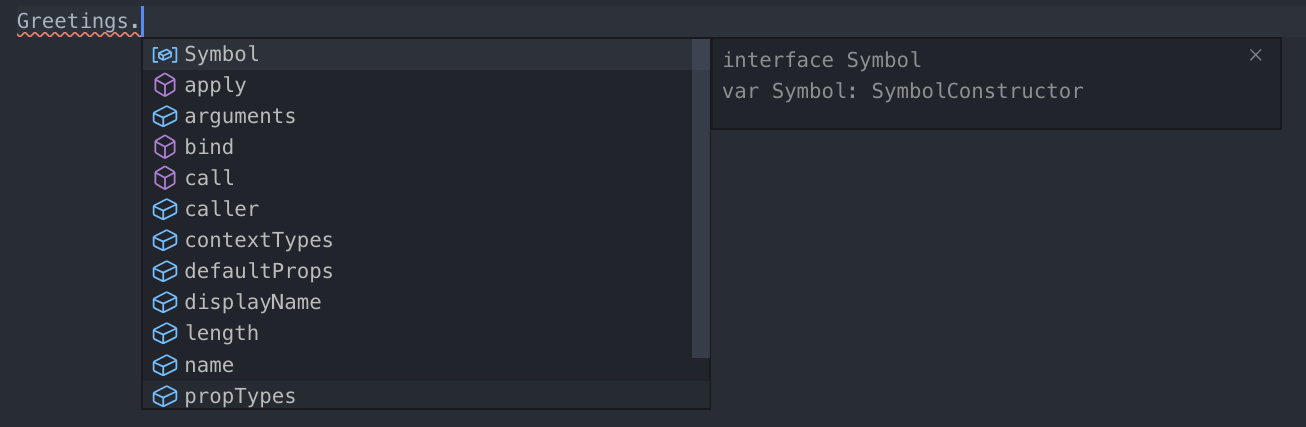 Greetings.
Symbol
apply
arguments
bind
call
caller
contextTypes
defaultProps
displayName
length
name
propTypes
interface Symbol
var Symbol: SymbolConstructor